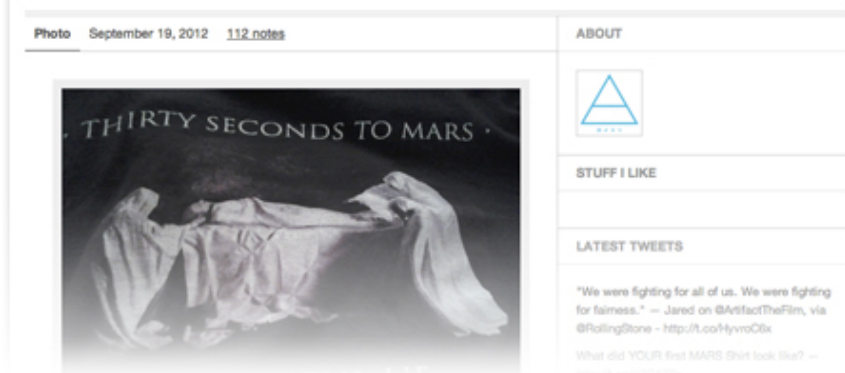 Photo September 19, 2012 112 notes
THIRTY SECONDS TO MARS
ABOUT
STUFF I LIKE
LATEST TWEETS
"We were fighting for all of us. We were fighting
for fairness." — Jared on @ArtifactTheFilm, via
@RollingStone - http://t.co/HyvroC6x
What did YOUR first MARS Shirt look like? —